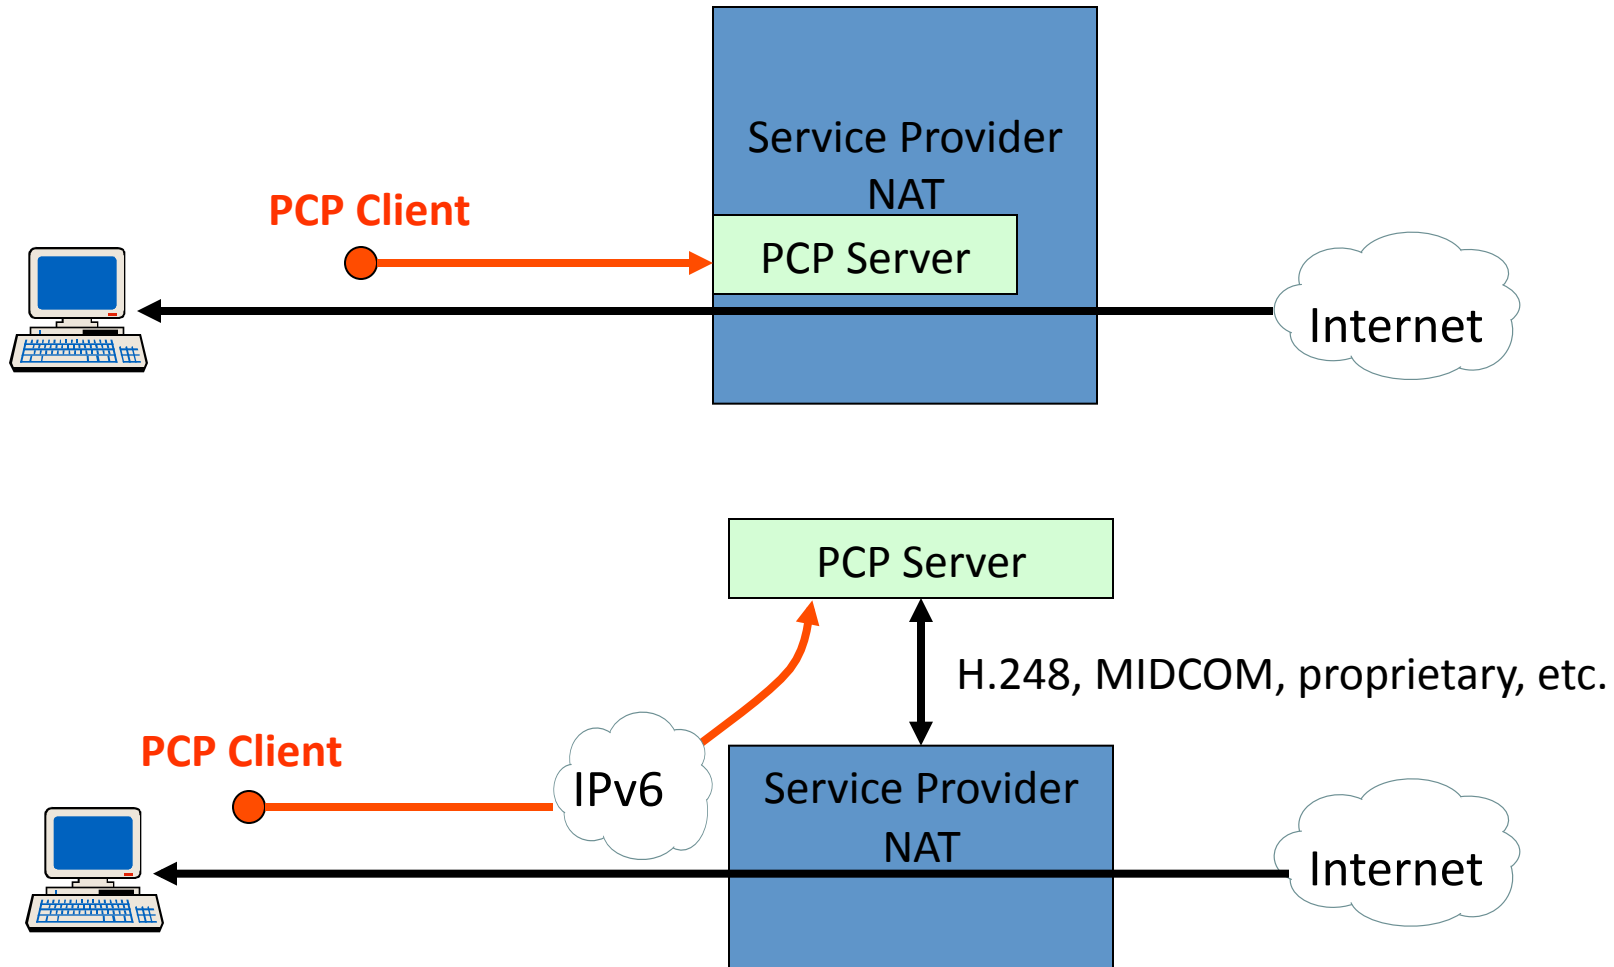 Service Provider
NAT
PCP Client
PCP Server
Internet
PCP Server
H.248, MIDCOM, proprietary, etc.
PCP Client
IPv6
Service Provider
NAT
Internet